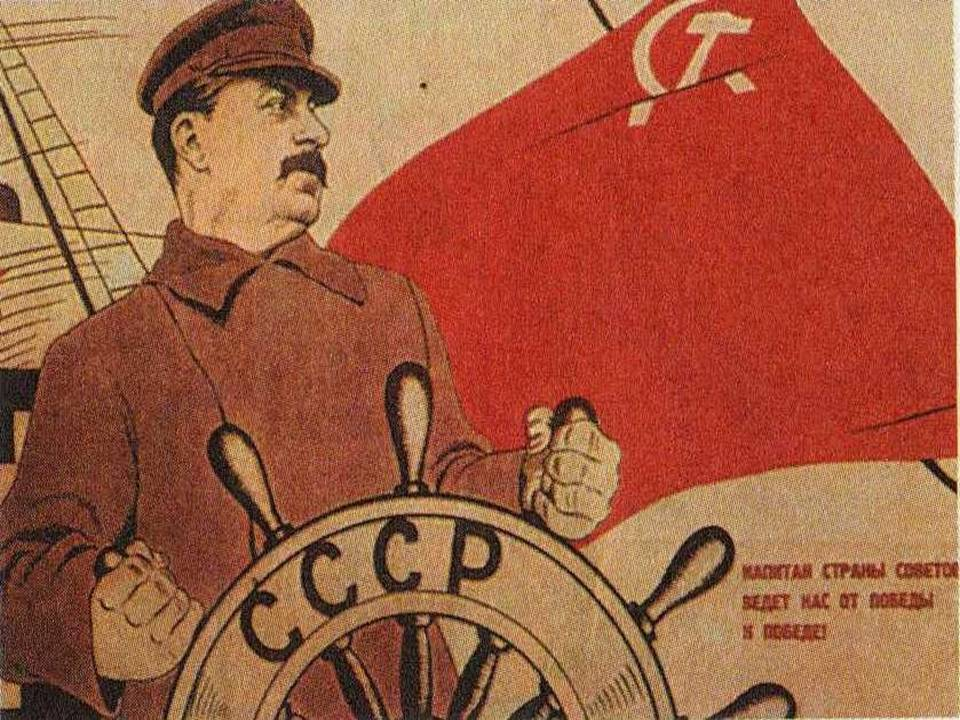 СССР
КАПИТАН СТРАНЫ СОВЕТОВ
ВЕДЕТ НАС ОТ ПОБЕДЫ
К ПОБЕДЕ!